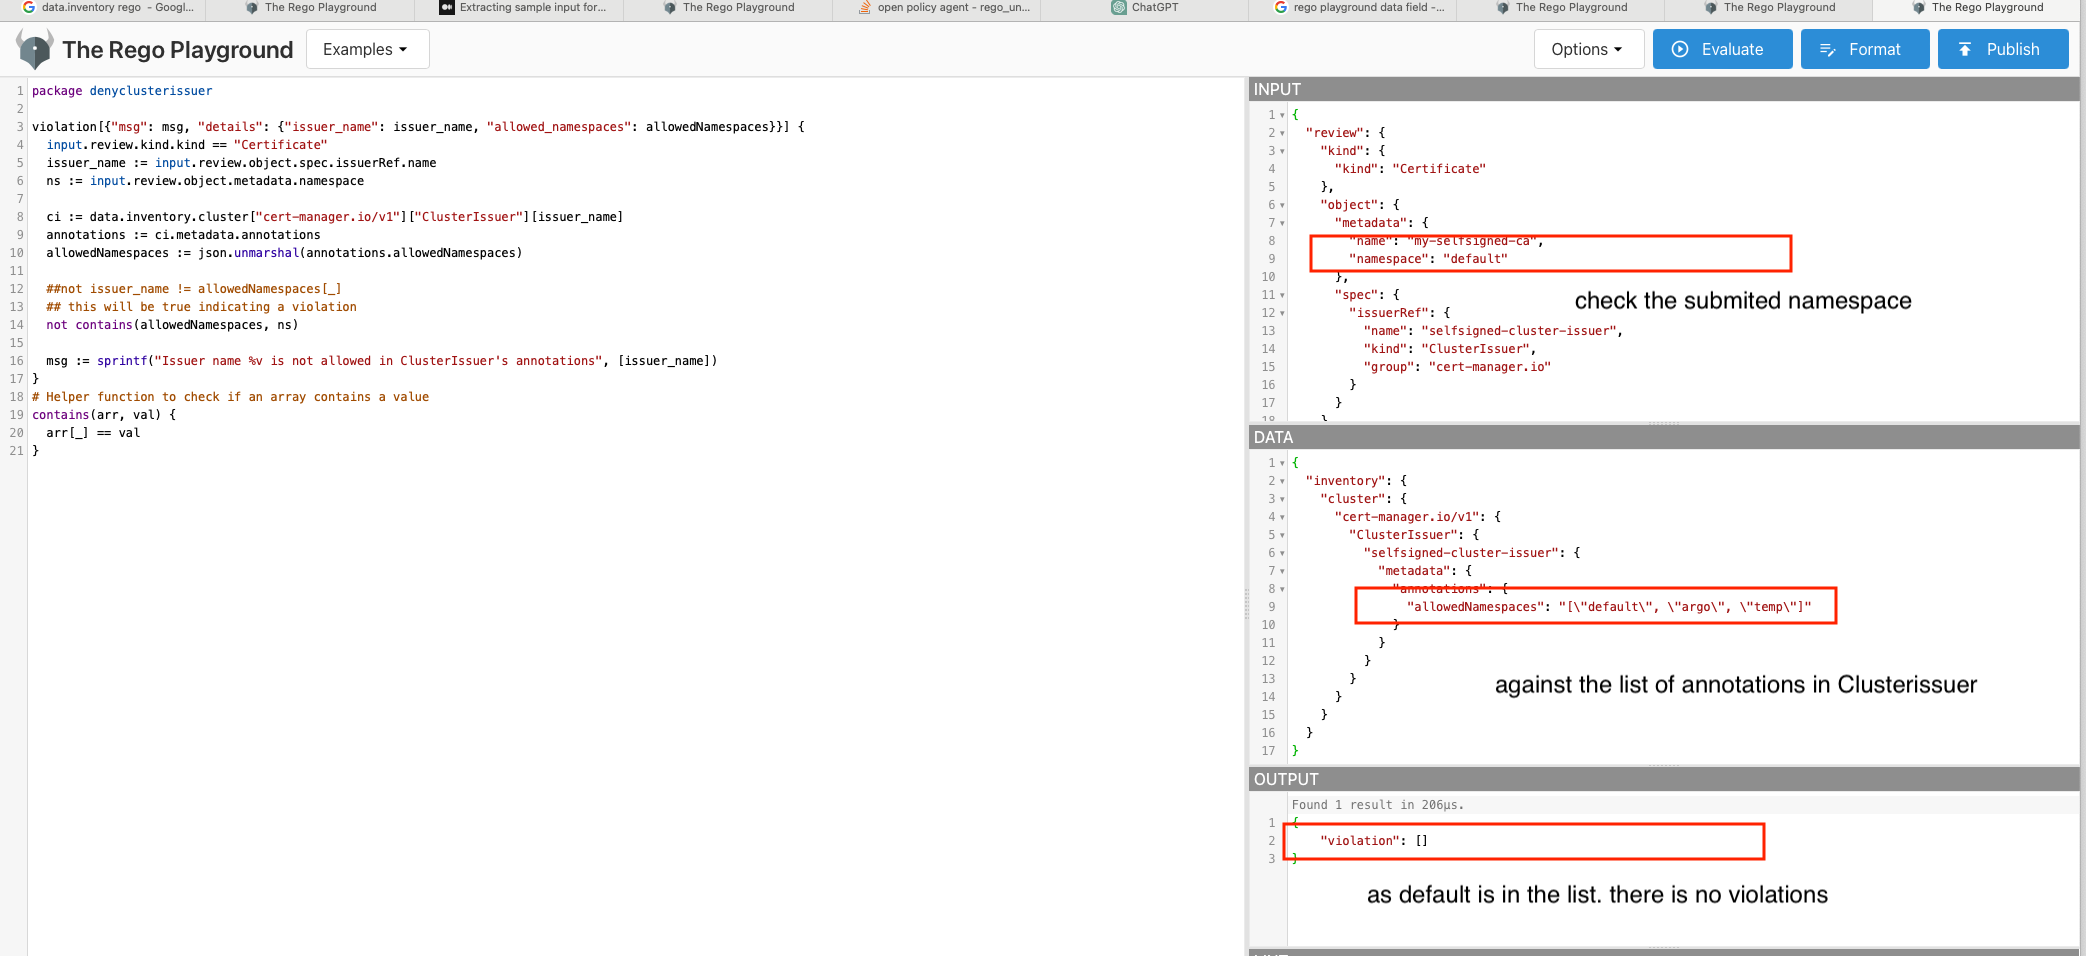 data.inventory rego - Googl...
The Rego Playground
Extracting sample input for...
The Rego Playground
open policy agent - rego_un...
ChatGPT
rego playground data field -...
The Rego Playground
The Rego Playground
The Rego Playground
The Rego Playground
Examples
Options
Evaluate
Format
Publish
1 package denyclusterissuer
2
3 violation[{"msg": msg, "details": {"issuer_name": issuer_name, "allowed_namespaces": allowedNamespaces}}] {
4 input.review.kind.kind == "Certificate"
5 issuer_name := input.review.object.spec.issuerRef.name
6 ns := input.review.object.metadata.namespace
7
8 ci := data.inventory.cluster["cert-manager.io/v1"]["ClusterIssuer"][issuer_name]
9 annotations := ci.metadata.annotations
10 allowedNamespaces := json.unmarshal(annotations.allowedNamespaces)
11
12 ##not issuer_name != allowedNamespaces[_]
13 ## this will be true indicating a violation
14 not contains(allowedNamespaces, ns)
15
16 msg := sprintf("Issuer name %v is not allowed in ClusterIssuer's annotations", [issuer_name])
17 }
18 # Helper function to check if an array contains a value
19 contains(arr, val) {
20 arr[_] == val
21 }
INPUT
1 {
2 "review": {
3 "kind": {
4 "kind": "Certificate"
5 },
6 "object": {
7 "metadata": {
8 "name": "my-selfsigned-ca",
9 "namespace": "default"
10 },
11 "spec": {
check the submited namespace
12 "issuerRef": {
13 "name": "selfsigned-cluster-issuer",
14 "kind": "ClusterIssuer",
15 "group": "cert-manager.io"
16 }
17 }
18 }
DATA
1 {
2 "inventory": {
3 "cluster": {
4 "cert-manager.io/v1": {
5 "ClusterIssuer": {
6 "selfsigned-cluster-issuer": {
7 "metadata": {
8 "annotations": {
9 "allowedNamespaces": "[\"default\", \"argo\", \"temp\"]"
10 }
11 }
12 }
13 }
against the list of annotations in Clusterissuer
14 }
15 }
16 }
17 }
OUTPUT
Found 1 result in 206µs.
1 {
2 "violation": []
3 }
as default is in the list. there is no violations